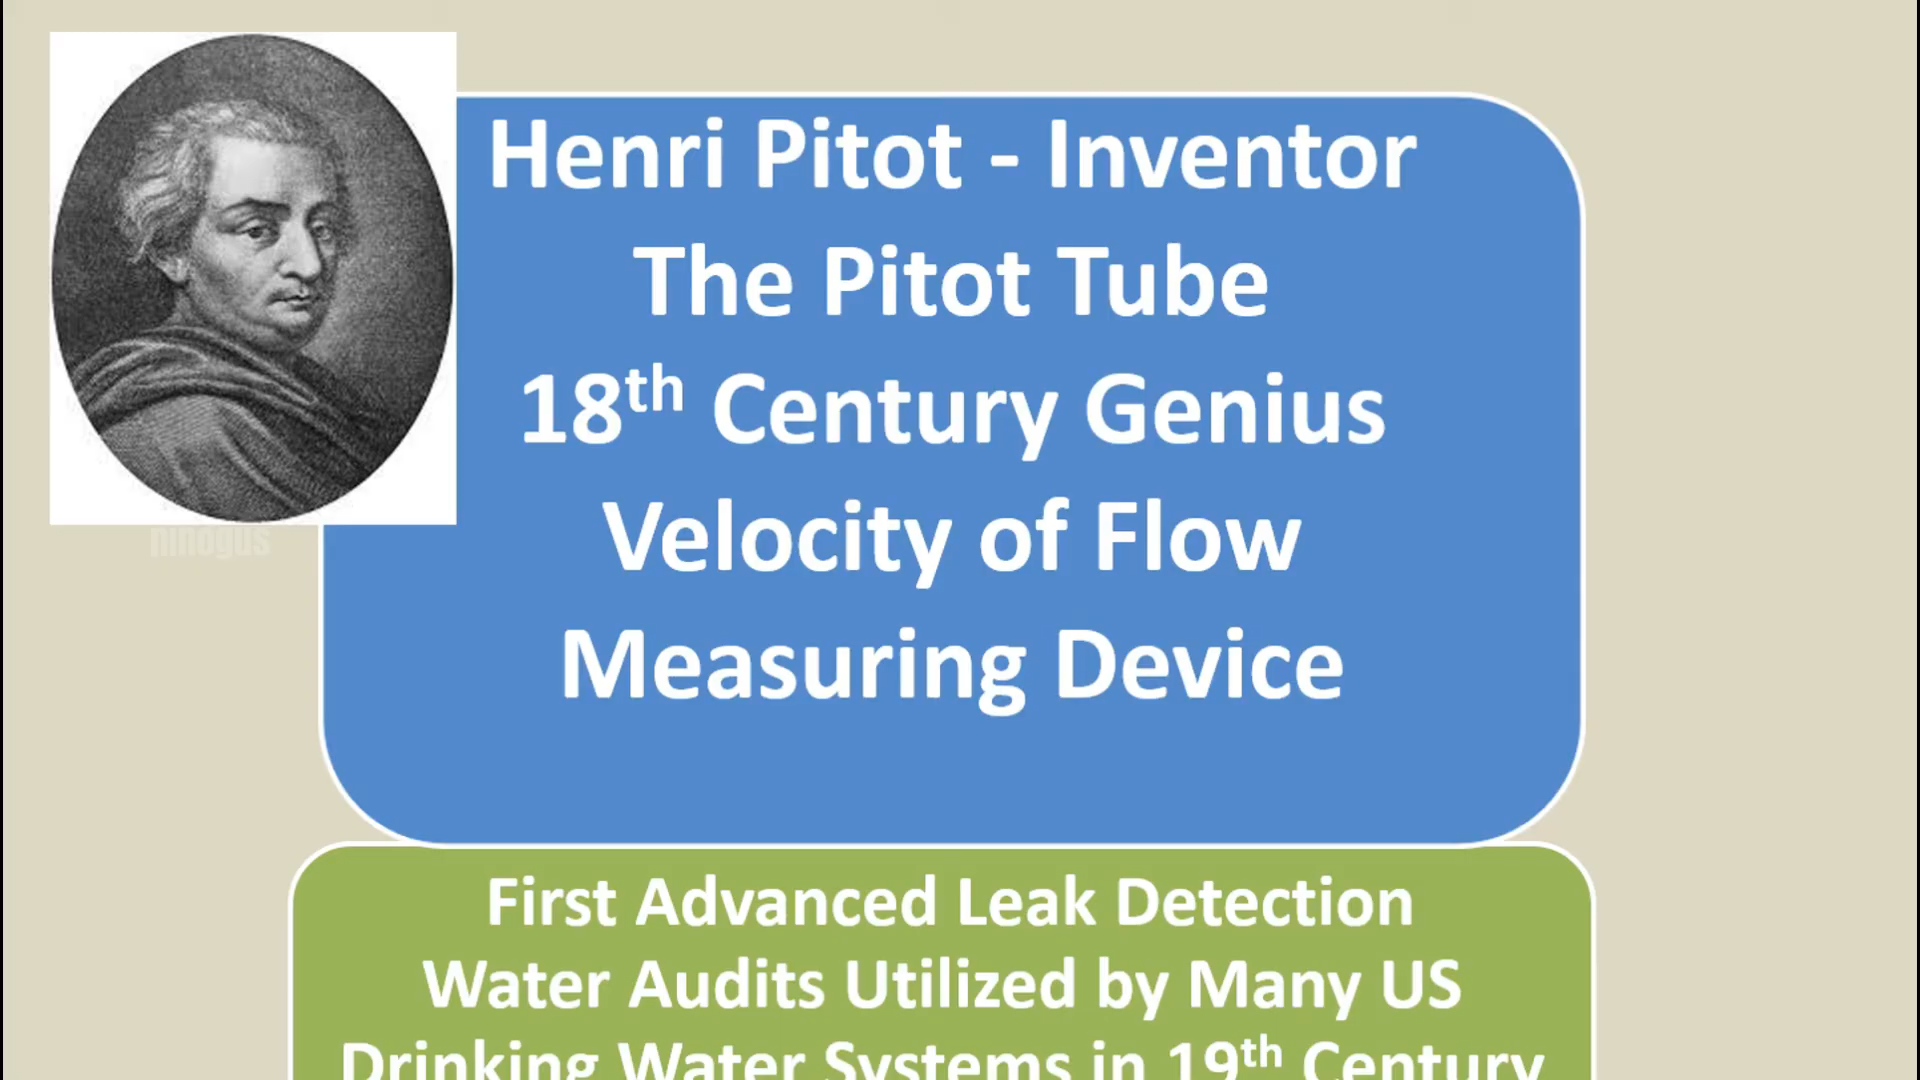 Henri Pitot - Inventor
The Pitot Tube
18th Century Genius
Velocity of Flow
Measuring Device
ninogus
First Advanced Leak Detection
Water Audits Utilized by Many US
Drinking Water Systems in 19th Century